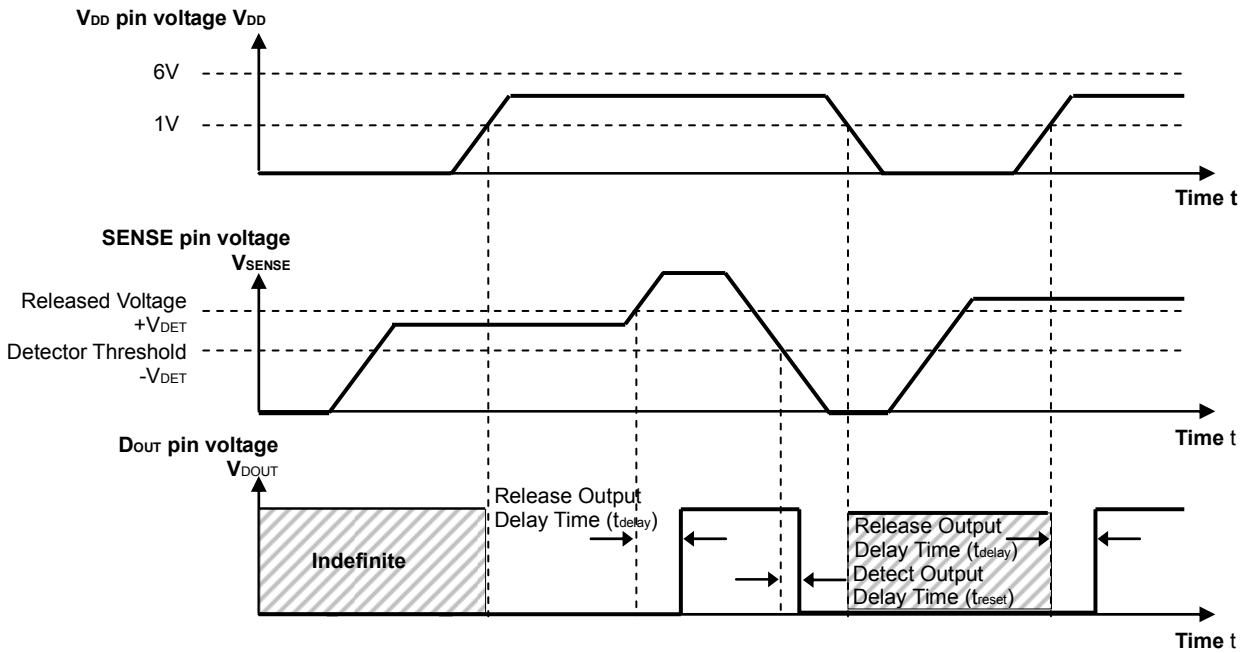 VDD pin voltage VDD
6V
1V
Time t
SENSE pin voltage
VSENSE
Released Voltage
+VDET
Detector Threshold
-VDET
Time t
DOUT pin voltage
VDOUT
Release Output
Delay Time (tdelay)
Indefinite
Release Output
Delay Time (tdelay)
Detect Output
Delay Time (treset)
Time t